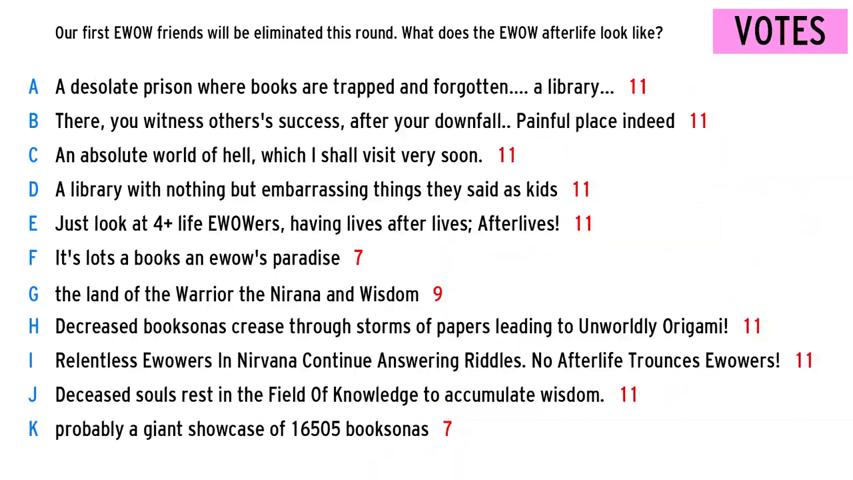 Our first EWOW friends will be eliminated this round. What does the EWOW afterlife look like?
VOTES
A A desolate prison where books are trapped and forgotten.... a library... 11
B There, you witness others's success, after your downfall.. Painful place indeed 11
C An absolute world of hell, which I shall visit very soon. 11
D A library with nothing but embarrassing things they said as kids 11
E Just look at 4+ life EWOWers, having lives after lives; Afterlives! 11
F It's lots a books an ewow's paradise 7
G the land of the Warrior the Nirana and Wisdom 9
H Decreased booksonas crease through storms of papers leading to Unworldly Origami! 11
I Relentless Ewowers In Nirvana Continue Answering Riddles. No Afterlife Trounces Ewowers! 11
J Deceased souls rest in the Field Of Knowledge to accumulate wisdom. 11
K probably a giant showcase of 16505 booksonas 7